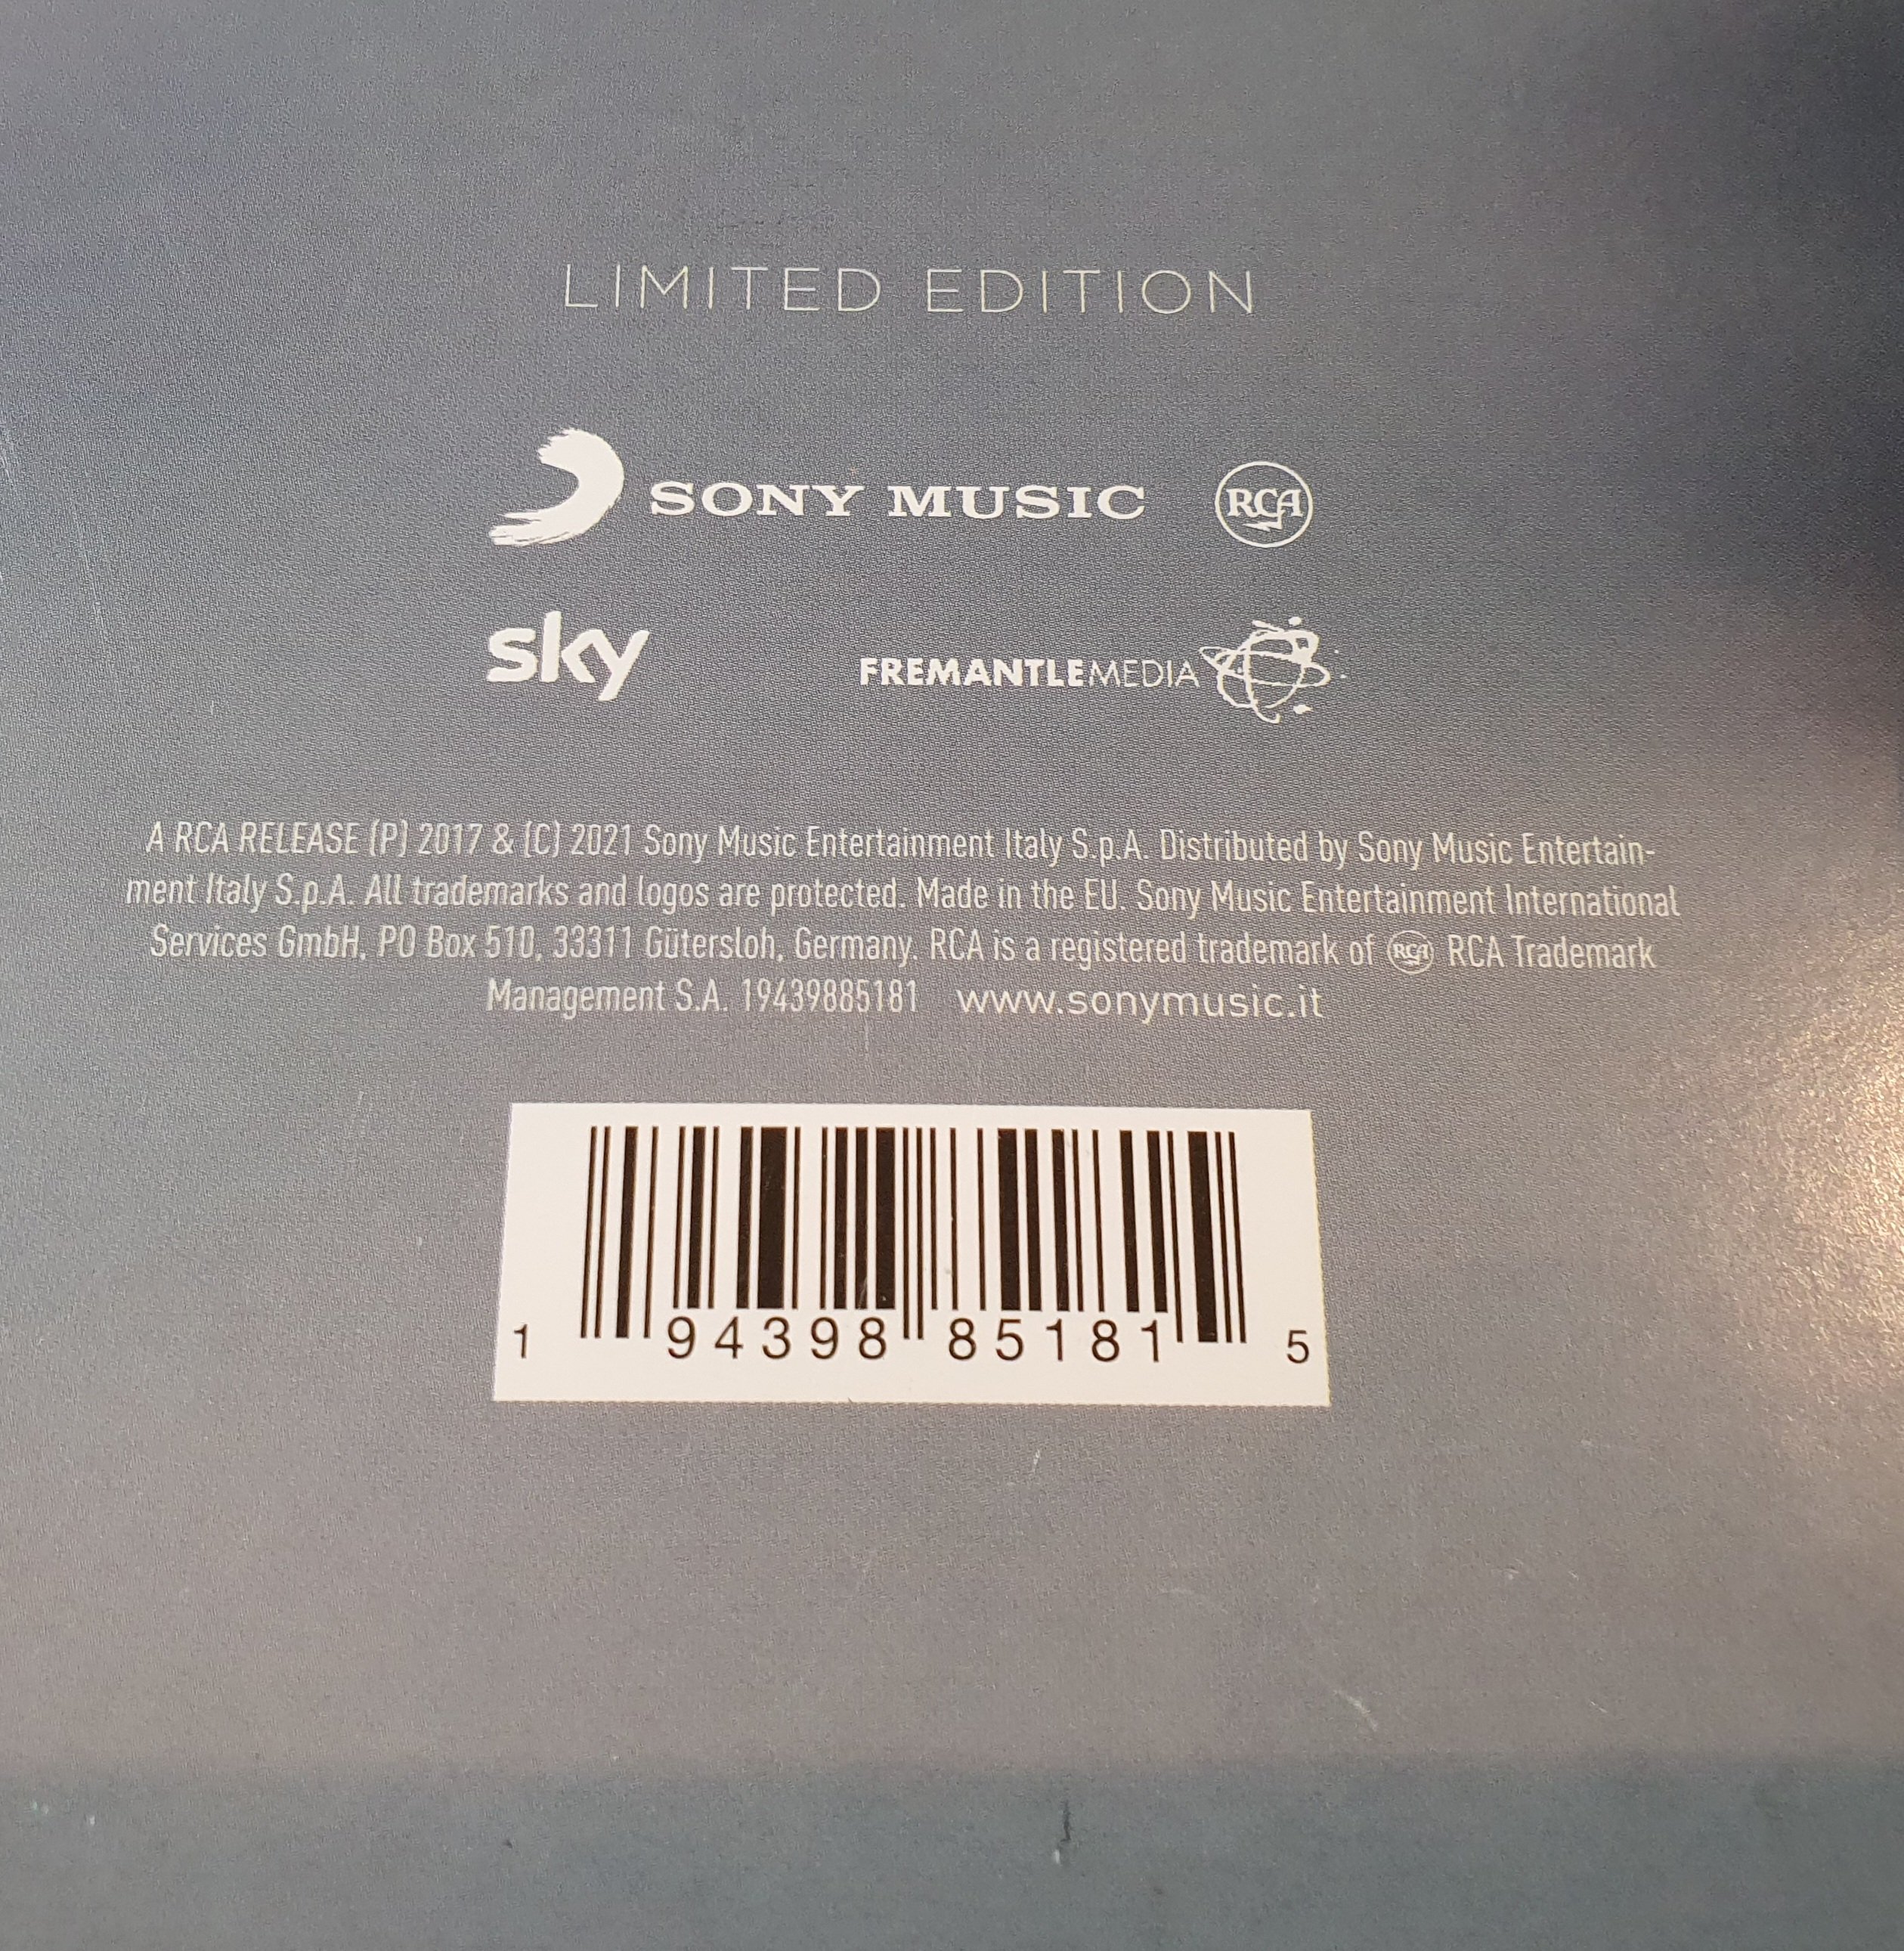 LIMITED EDITION
SONY MUSIC RCA
sky FREMANTLEMEDIA
A RCA RELEASE (P) 2017 & (C) 2021 Sony Music Entertainment Italy S.p.A. Distributed by Sony Music Entertain-
ment Italy S.p.A. All trademarks and logos are protected. Made in the EU. Sony Music Entertainment International
Services GmbH, PO Box 510, 33311 Gütersloh, Germany. RCA is a registered trademark of RCA RCA Trademark
Management S.A. 19439885181 www.sonymusic.it
1 94398 85181 5